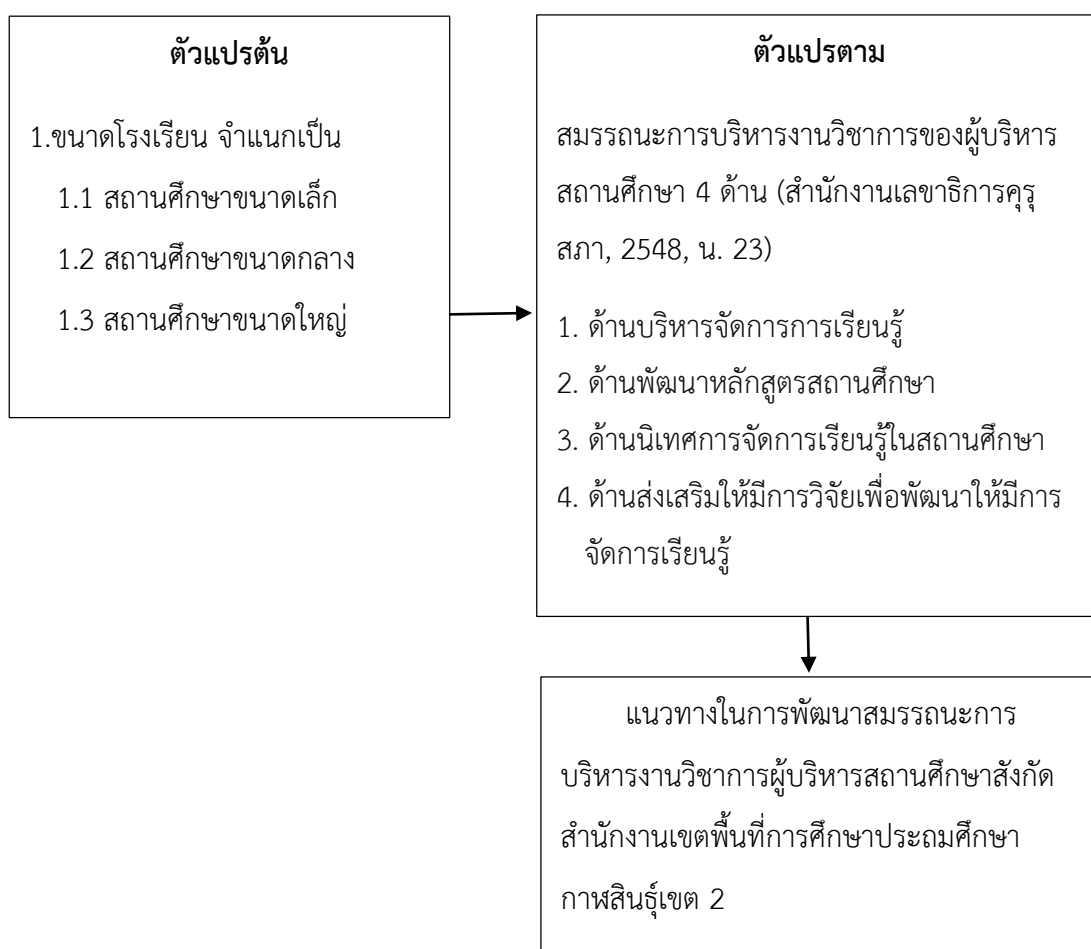 ตัวแปรต้น
1.ขนาดโรงเรียน จำแนกเป็น
1.1 สถานศึกษาขนาดเล็ก
1.2 สถานศึกษาขนาดกลาง
1.3 สถานศึกษาขนาดใหญ่
ตัวแปรตาม
สมรรถนะการบริหารงานวิชาการของผู้บริหาร
สถานศึกษา 4 ด้าน (สำนักงานเลขาธิการคุรุ
สภา, 2548, น. 23)
1. ด้านบริหารจัดการการเรียนรู้
2. ด้านพัฒนาหลักสูตรสถานศึกษา
3. ด้านนิเทศการจัดการเรียนรู้ในสถานศึกษา
4. ด้านส่งเสริมให้มีการวิจัยเพื่อพัฒนาให้มีการ
จัดการเรียนรู้
แนวทางในการพัฒนาสมรรถนะการ
บริหารงานวิชาการผู้บริหารสถานศึกษาสังกัด
สำนักงานเขตพื้นที่การศึกษาประถมศึกษา
กาฬสินธุ์เขต 2